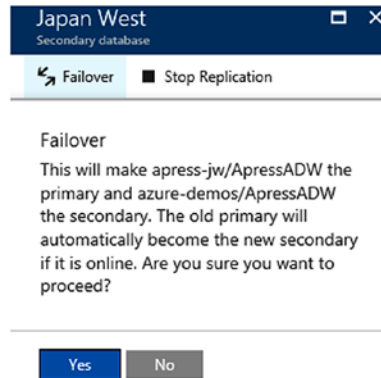 Japan West
Secondary database
Failover
Stop Replication
Failover
This will make apress-jw/ApressADW the
primary and azure-demos/ApressADW
the secondary. The old primary will
automatically become the new secondary
if it is online. Are you sure you want to
proceed?
Yes
No